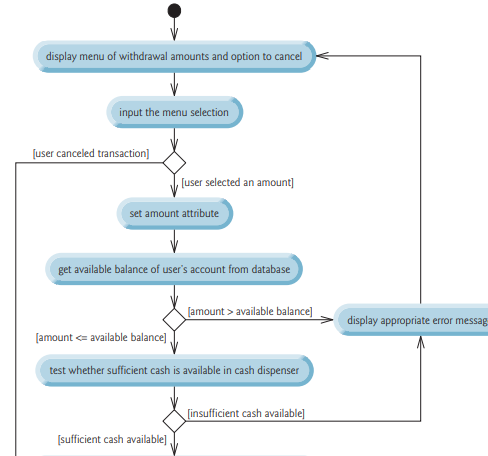 display menu of withdrawal amounts and option to cancel
input the menu selection
[user canceled transaction]
[user selected an amount]
set amount attribute
get available balance of user's account from database
[amount > available balance]
display appropriate error messag
[amount <= available balance]
test whether sufficient cash is available in cash dispenser
[insufficient cash available]
[sufficient cash available]